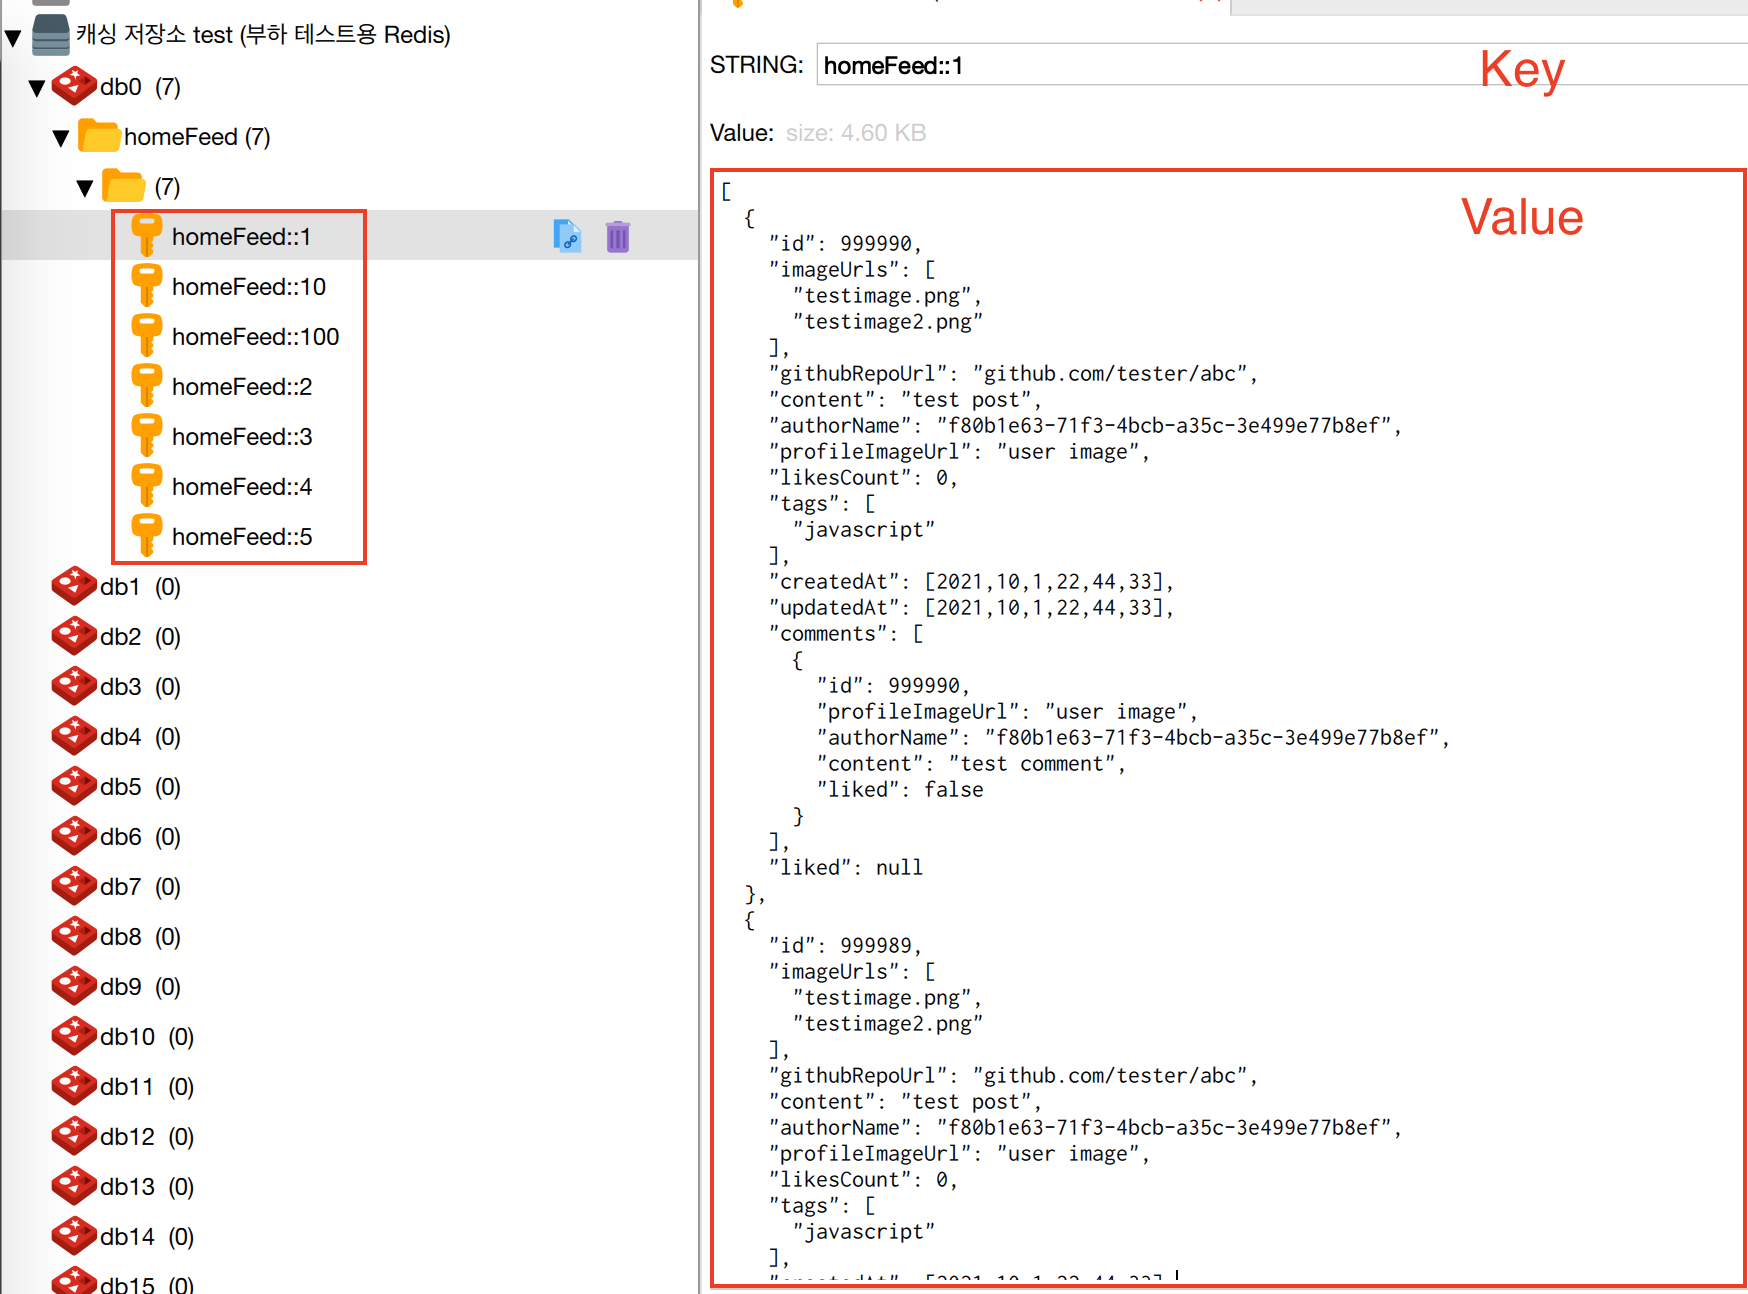 캐싱 저장소 test (부하 테스트용 Redis)
db0 (7)
homeFeed (7)
(7)
homeFeed::1
homeFeed::10
homeFeed::100
homeFeed::2
homeFeed::3
homeFeed::4
homeFeed::5
db1 (0)
db2 (0)
db3 (0)
db4 (0)
db5 (0)
db6 (0)
db7 (0)
db8 (0)
db9 (0)
db10 (0)
db11 (0)
db12 (0)
db13 (0)
db14 (0)
db15 (0)
STRING: homeFeed::1
Key
Value: size: 4.60 KB
Value
[
{
"id": 999990,
"imageUrls": [
"testimage.png",
"testimage2.png"
],
"githubRepoUrl": "github.com/tester/abc",
"content": "test post",
"authorName": "f80b1e63-71f3-4bcb-a35c-3e499e77b8ef",
"profileImageUrl": "user image",
"likesCount": 0,
"tags": [
"javascript"
],
"createdAt": [2021,10,1,22,44,33],
"updatedAt": [2021,10,1,22,44,33],
"comments": [
{
"id": 999990,
"profileImageUrl": "user image",
"authorName": "f80b1e63-71f3-4bcb-a35c-3e499e77b8ef",
"content": "test comment",
"liked": false
}
],
"liked": null
},
{
"id": 999989,
"imageUrls": [
"testimage.png",
"testimage2.png"
],
"githubRepoUrl": "github.com/tester/abc",
"content": "test post",
"authorName": "f80b1e63-71f3-4bcb-a35c-3e499e77b8ef",
"profileImageUrl": "user image",
"likesCount": 0,
"tags": [
"javascript"
],
"createdAt": [2021,10,1,22,44,33],